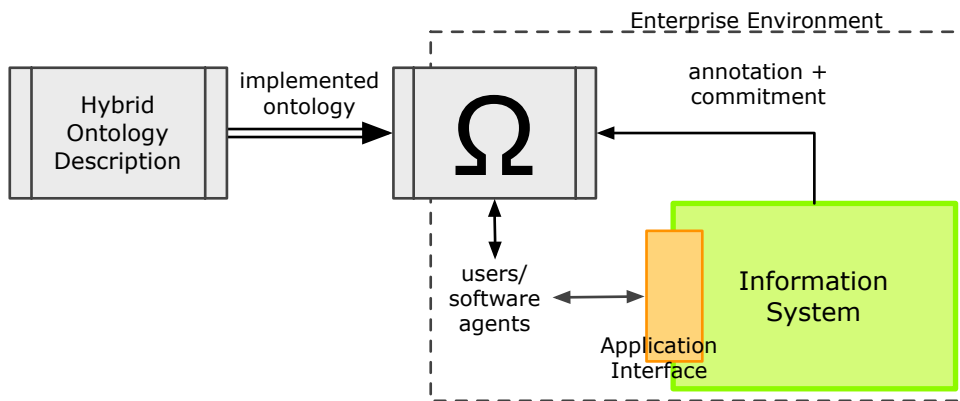 Enterprise Environment
Hybrid
Ontology
Description
implemented
ontology
Ω
annotation +
commitment
users/
software
agents
Application
Interface
Information
System